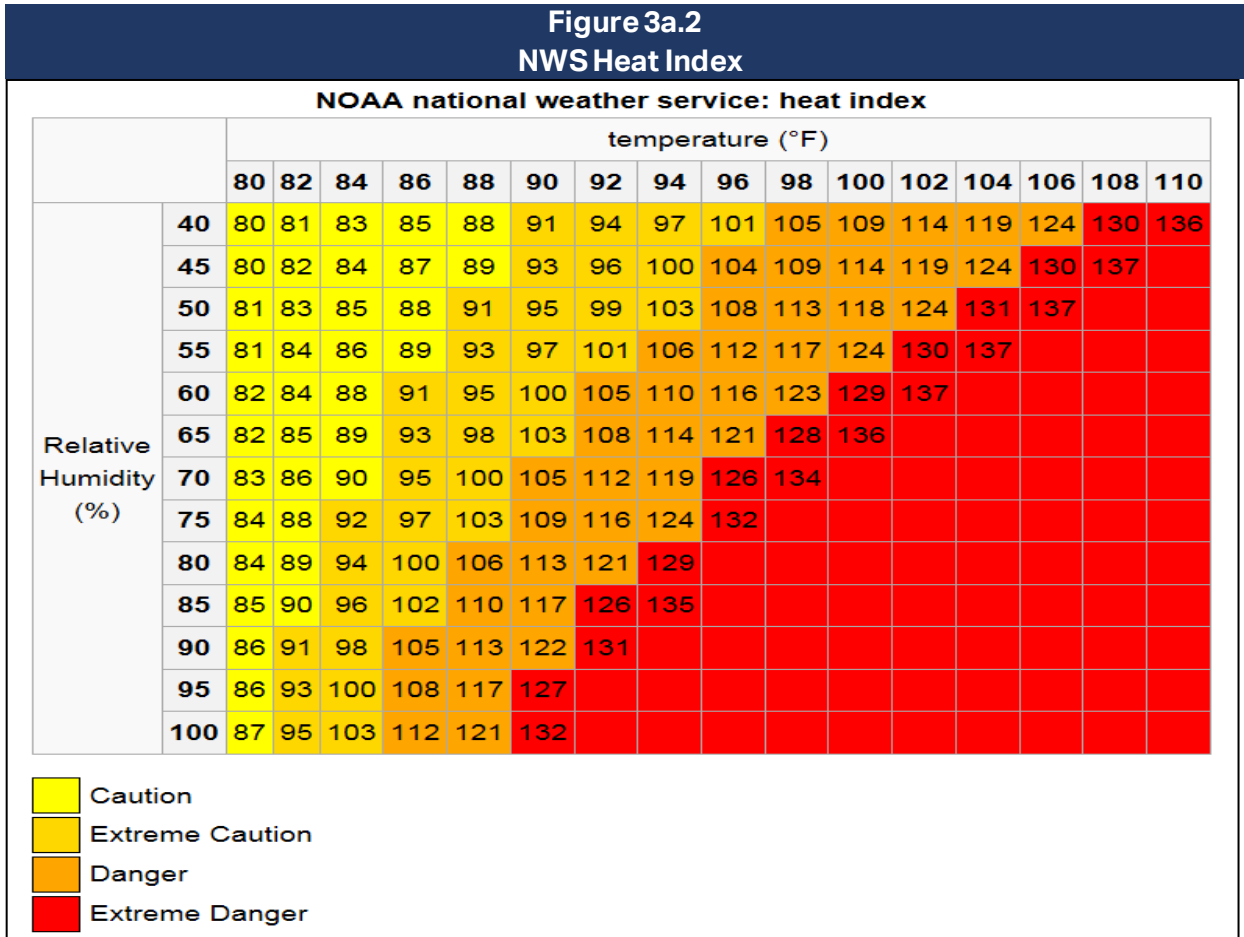 Figure 3a.2
NWS Heat Index
NOAA national weather service: heat index
temperature (°F)
80 82 84 86 88 90 92 94 96 98 100 102 104 106 108 110
Relative Humidity (%)
40 80 81 83 85 88 91 94 97 101 105 109 114 119 124 130 136
45 80 82 84 87 89 93 96 100 104 109 114 119 124 130 137
50 81 83 85 88 91 95 99 103 108 113 118 124 131 137
55 81 84 86 89 93 97 101 106 112 117 124 130 137
60 82 84 88 91 95 100 105 110 116 123 129 137
65 82 85 89 93 98 103 108 114 121 128 136
70 83 86 90 95 100 105 112 119 126 134
75 84 88 92 97 103 109 116 124 132
80 84 89 94 100 106 113 121 129
85 85 90 96 102 110 117 126 135
90 86 91 98 105 113 122 131
95 86 93 100 108 117 127
100 87 95 103 112 121 132
Caution
Extreme Caution
Danger
Extreme Danger